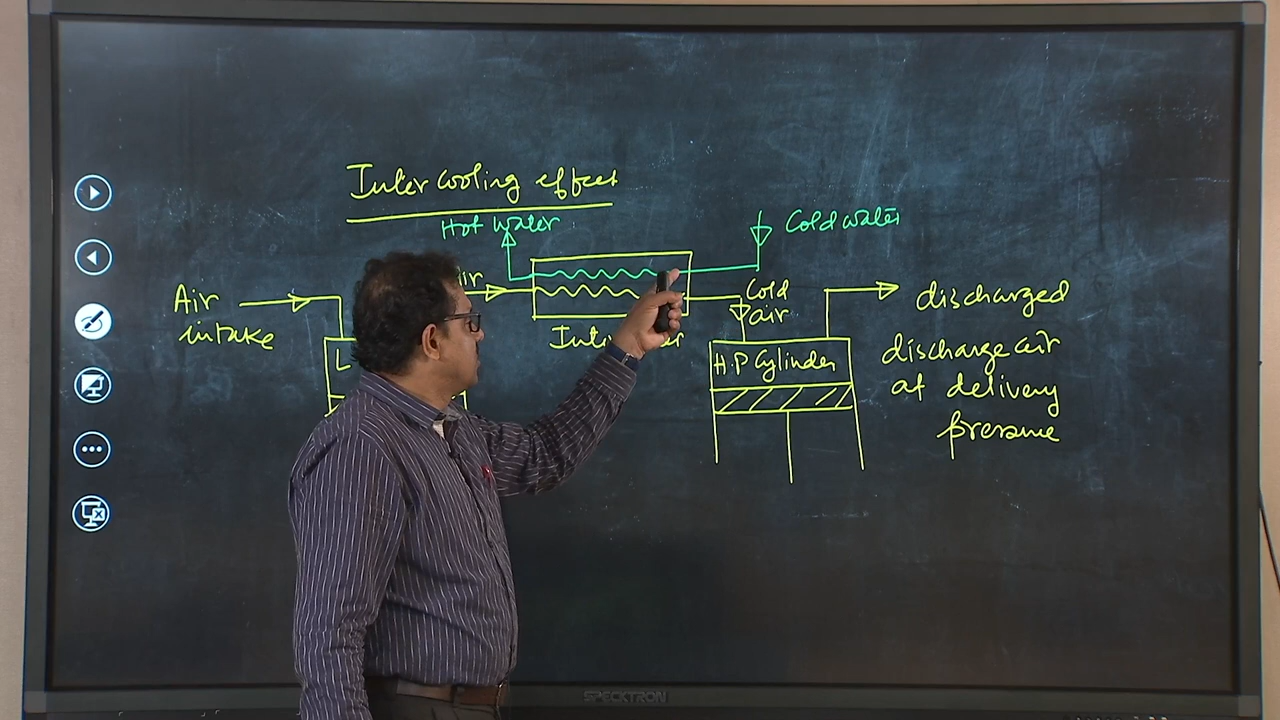 Inter cooling effect
Hot water
Cold water
Air
intake
Cold
air
discharged
L
H.P Cylinder
discharge air
at delivery
pressure
SPECKTRON